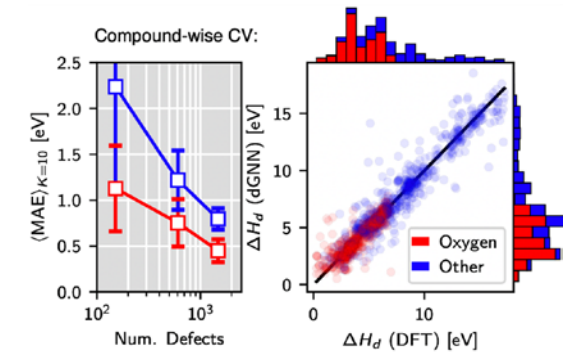 Compound-wise CV:
⟨MAE⟩K=10 [eV]
2.5
2.0
1.5
1.0
0.5
0.0
10²
10³
Num. Defects
ΔHd (dGNN) [eV]
15
10
5
0
Oxygen
Other
0
10
ΔHd (DFT) [eV]